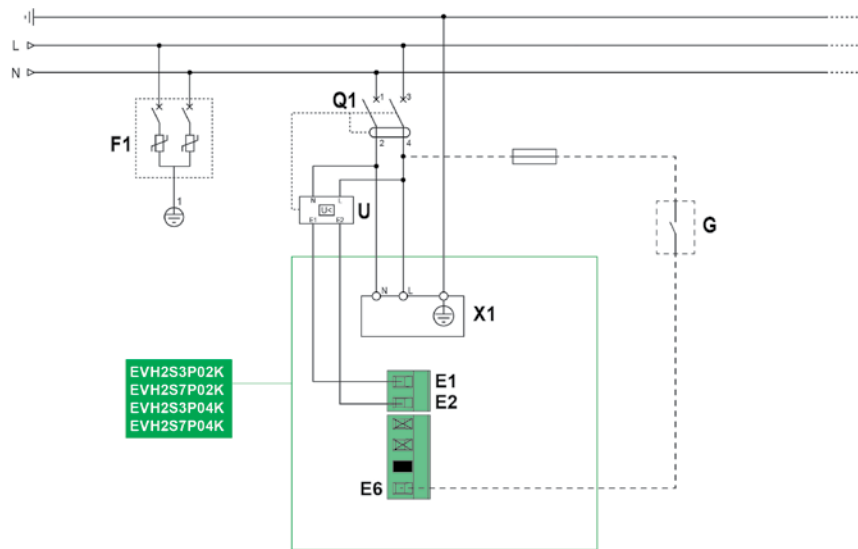 L
N
Q1
1
3
F1
2
4
1
N
L
U<
E1
E2
U
G
N
L
X1
EVH2S3P02K
EVH2S7P02K
EVH2S3P04K
EVH2S7P04K
E1
E2
E6